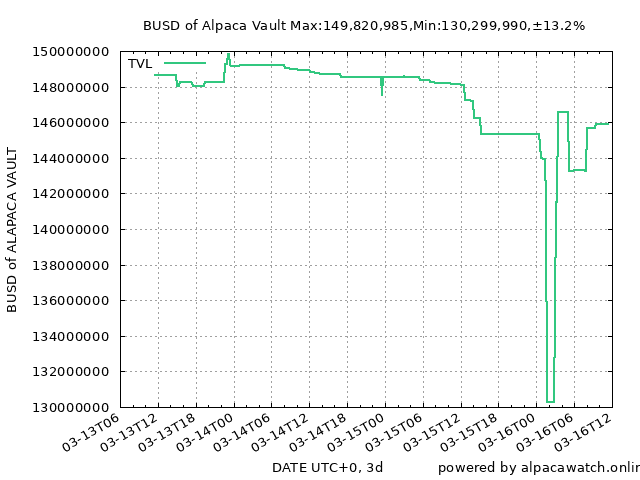 BUSD of Alpaca Vault Max:149,820,985,Min:130,299,990,±13.2%
TVL
150000000
148000000
146000000
144000000
142000000
140000000
138000000
136000000
134000000
132000000
130000000
BUSD of ALAPACA VAULT
03-13T06
03-13T12
03-13T18
03-14T00
03-14T06
03-14T12
03-14T18
03-15T00
03-15T06
03-15T12
03-15T18
03-16T00
03-16T06
03-16T12
DATE UTC+0, 3d
powered by alpacawatch.onlin